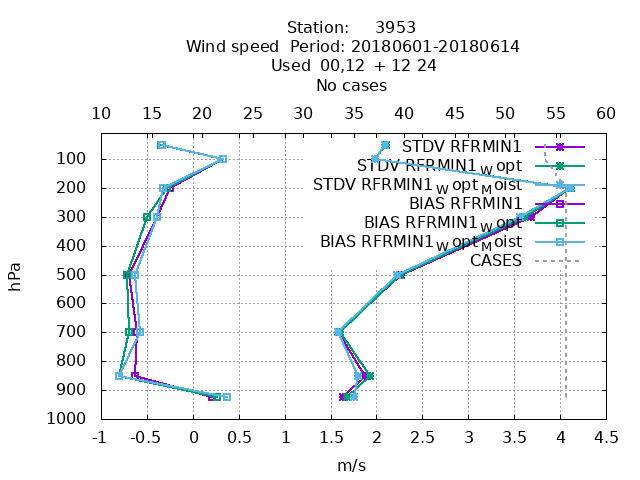 Station: 3953
Wind speed Period: 20180601-20180614
Used 00,12 + 12 24
No cases
10 15 20 25 30 35 40 45 50 55 60
STDV RFRMIN1
STDV RFRMIN1_W opt
STDV RFRMIN1_W opt_M oist
BIAS RFRMIN1
BIAS RFRMIN1_W opt
BIAS RFRMIN1_W opt_M oist
CASES
hPa
100
200
300
400
500
600
700
800
900
1000
-1 -0.5 0 0.5 1 1.5 2 2.5 3 3.5 4 4.5
m/s